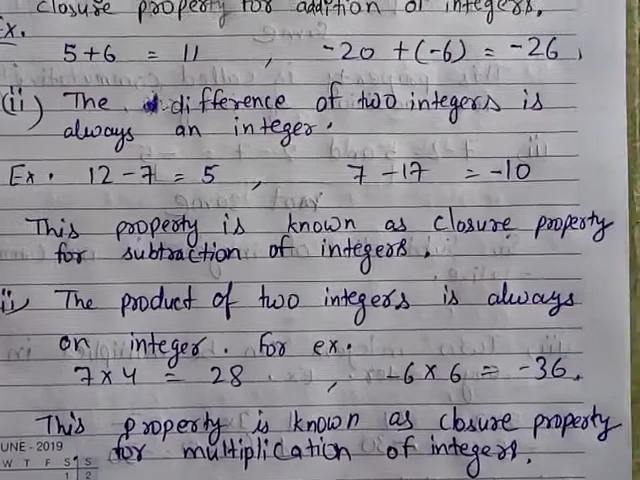 closure property for addition of integers.
Ex.
5+6 = 11 , -20 +(-6) = -26,
(ii) The difference of two integers is
always an integer.
Ex. 12-7 = 5 , 7 -17 = -10
This property is known as closure property
for subtraction of integers.
ii) The product of two integers is always
an integer. For ex.
7 x 4 = 28 , -6 x 6 = -36.
This property is known as closure property
for multiplication of integers.
UNE - 2019
W T F S S
1 2